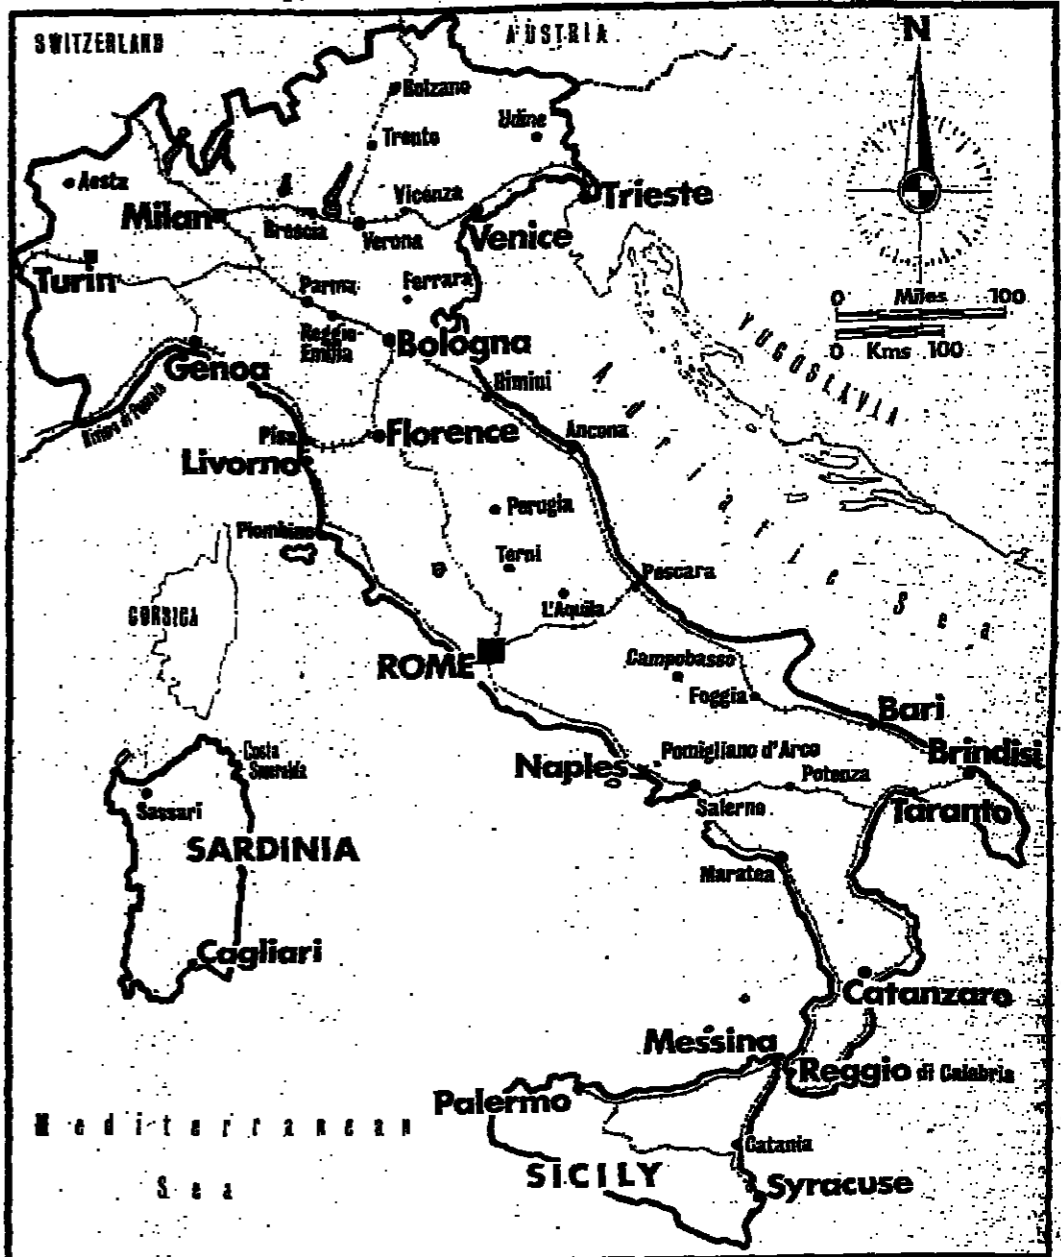 SWITZERLAND
AUSTRIA
N
Bolzano
Udine
Trento
Aosta
Vicenza
Trieste
Milan
Brescia
Verona
Venice
Turin
Parma
Ferrara
0 Miles 100
0 Kms 100
YUGOSLAVIA
Reggio-
Emilia
Bologna
Genoa
Rimini
Adriatic Sea
Pisa
Florence
Ancona
Livorno
Perugia
Piombino
Terni
Pescara
L'Aquila
CORSICA
ROME
Campobasso
Foggia
Bari
Costa
Smeralda
Pomigliano d'Arco
Brindisi
Naples
Potenza
Sassari
Salerno
Taranto
SARDINIA
Maratea
Cagliari
Catanzaro
Messina
Reggio di Calabria
Palermo
Mediterranean
Sea
Catania
SICILY
Syracuse